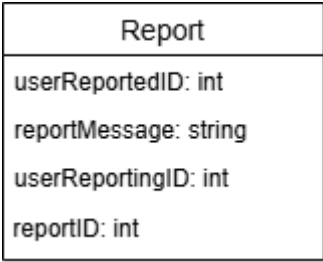 Report
userReportedID: int
reportMessage: string
userReportingID: int
reportID: int